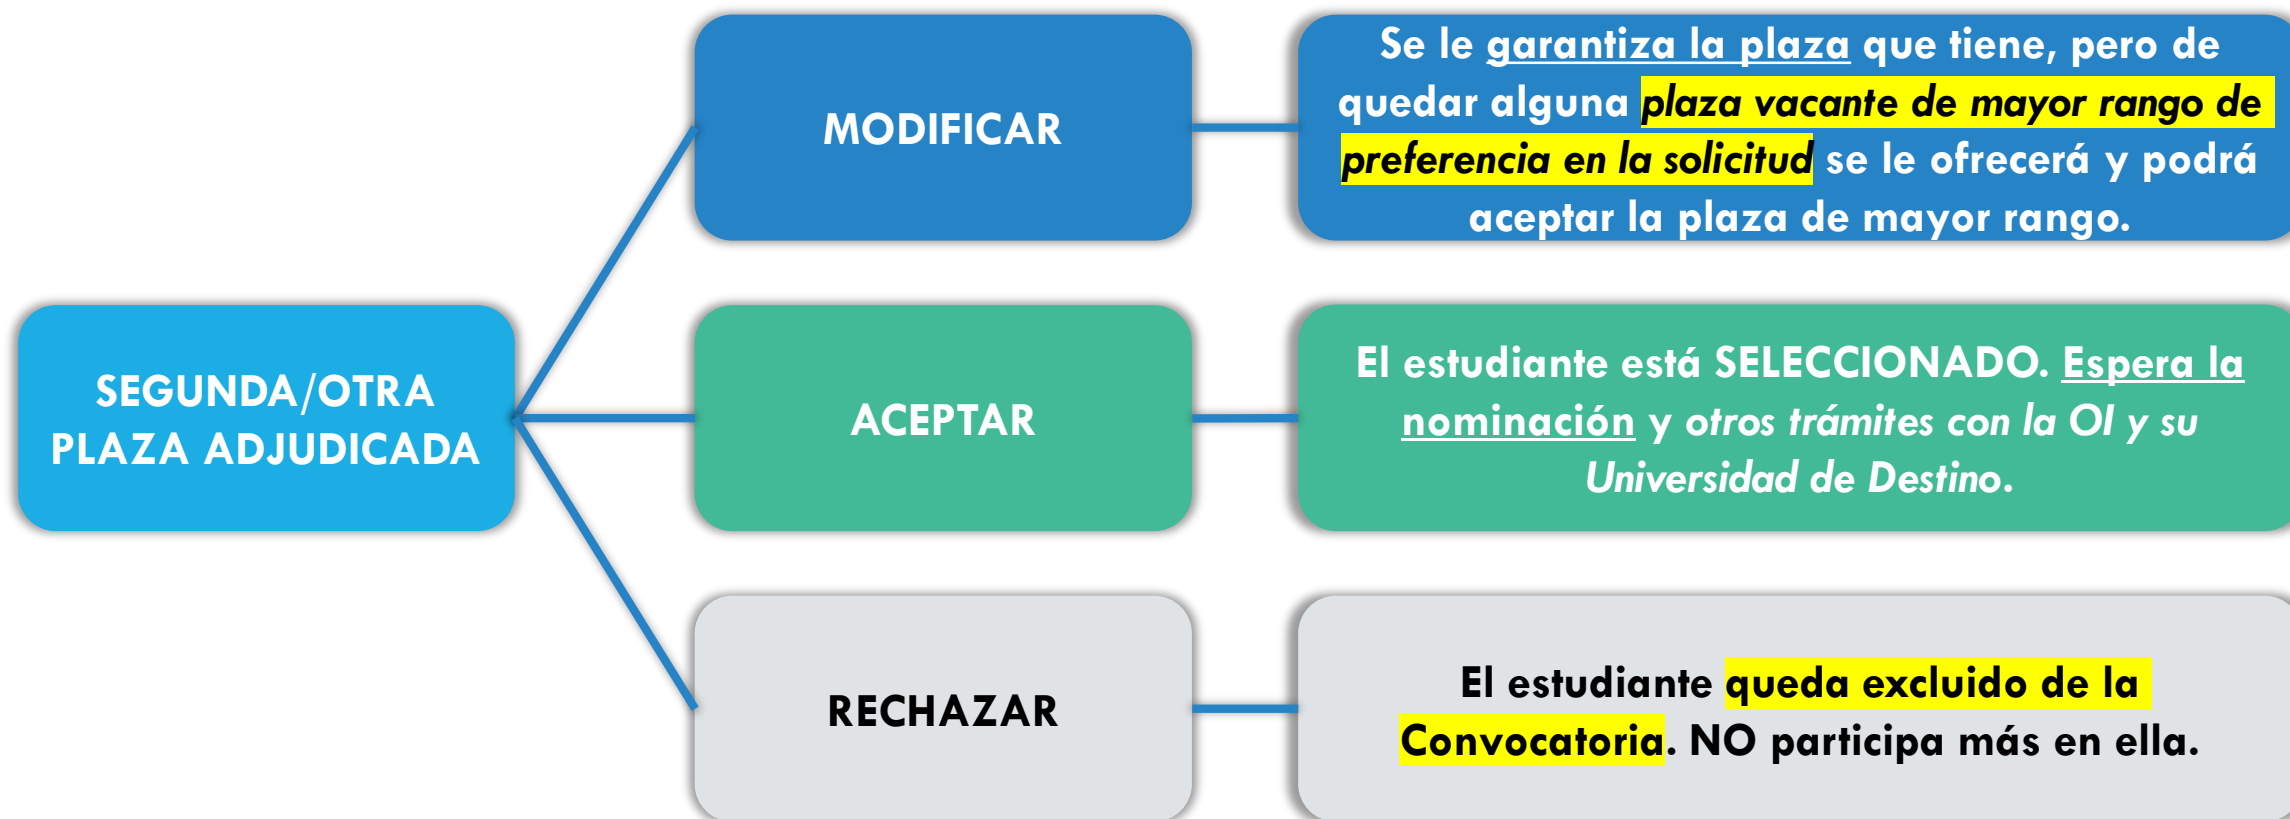 MODIFICAR
Se le garantiza la plaza que tiene, pero de
quedar alguna plaza vacante de mayor rango de
preferencia en la solicitud se le ofrecerá y podrá
aceptar la plaza de mayor rango.
SEGUNDA/OTRA
PLAZA ADJUDICADA
ACEPTAR
El estudiante está SELECCIONADO. Espera la
nominación y otros trámites con la OI y su
Universidad de Destino.
RECHAZAR
El estudiante queda excluido de la
Convocatoria. NO participa más en ella.